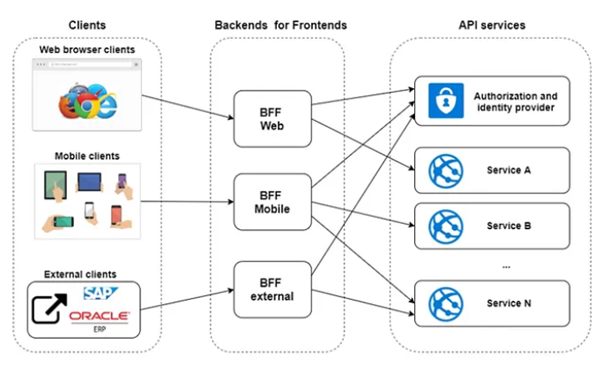 Clients
Backends for Frontends
API services
Web browser clients
BFF
Web
Authorization and
identity provider
Mobile clients
BFF
Mobile
Service A
Service B
...
External clients
SAP
ORACLE
ERP
BFF
external
Service N